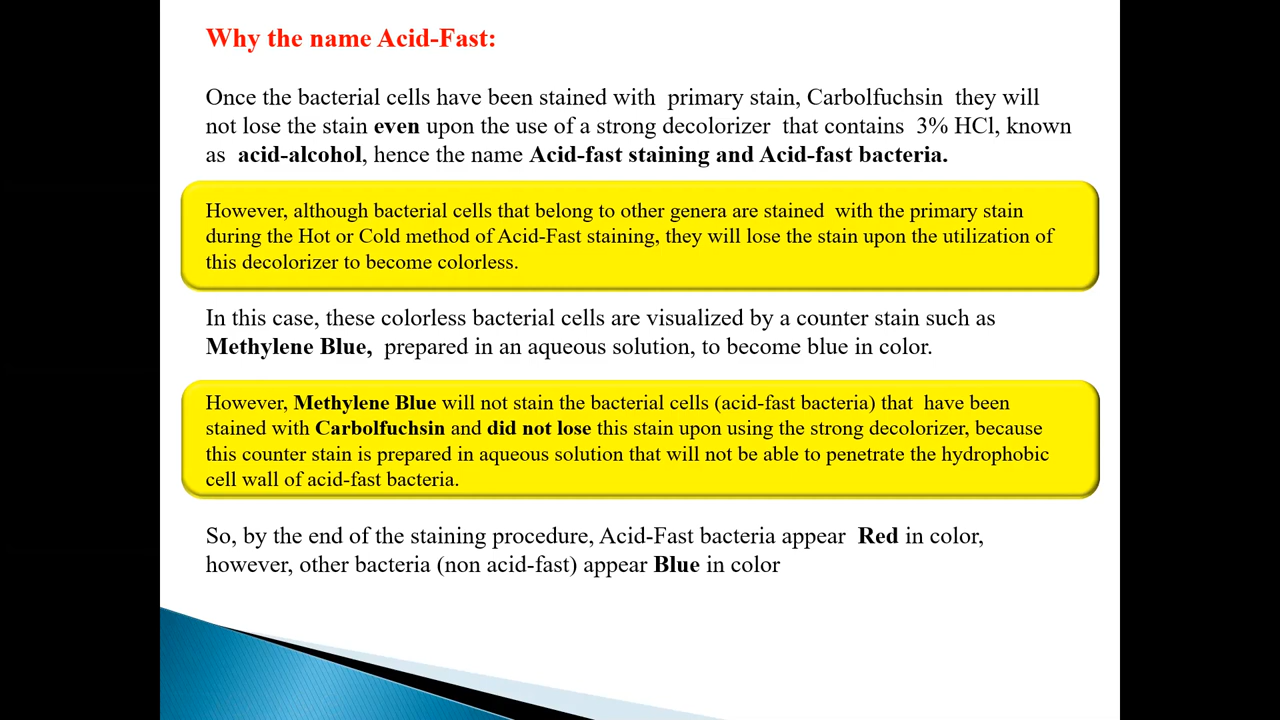 Why the name Acid-Fast:
Once the bacterial cells have been stained with primary stain, Carbolfuchsin they will
not lose the stain even upon the use of a strong decolorizer that contains 3% HCl, known
as acid-alcohol, hence the name Acid-fast staining and Acid-fast bacteria.
However, although bacterial cells that belong to other genera are stained with the primary stain
during the Hot or Cold method of Acid-Fast staining, they will lose the stain upon the utilization of
this decolorizer to become colorless.
In this case, these colorless bacterial cells are visualized by a counter stain such as
Methylene Blue, prepared in an aqueous solution, to become blue in color.
However, Methylene Blue will not stain the bacterial cells (acid-fast bacteria) that have been
stained with Carbolfuchsin and did not lose this stain upon using the strong decolorizer, because
this counter stain is prepared in aqueous solution that will not be able to penetrate the hydrophobic
cell wall of acid-fast bacteria.
So, by the end of the staining procedure, Acid-Fast bacteria appear Red in color,
however, other bacteria (non acid-fast) appear Blue in color